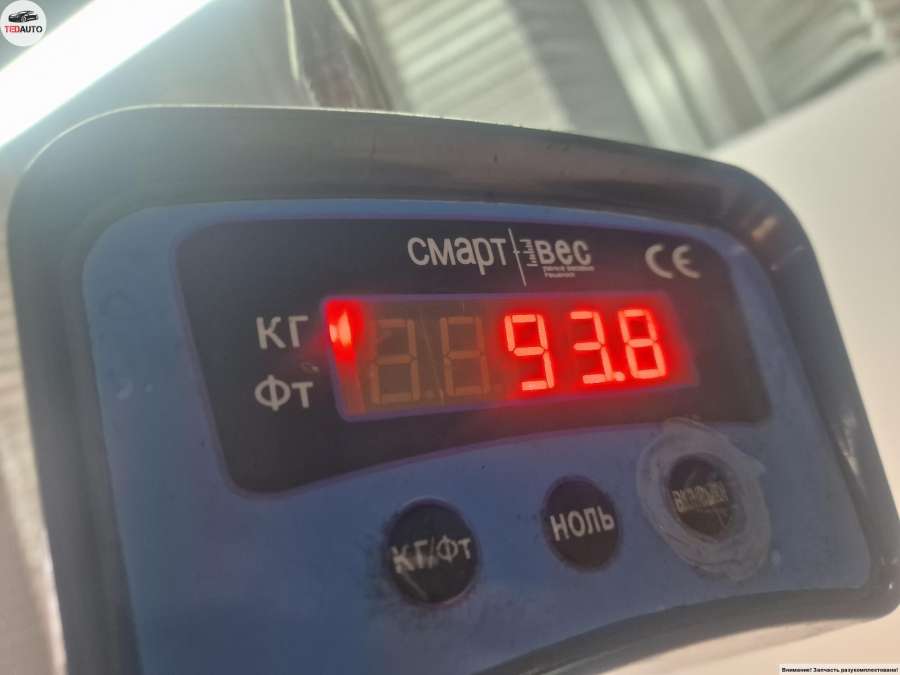 TEDAUTO
смарт вес
CE
КГ
93.8
ФТ
КГ/ФТ
НОЛЬ
Внимание! Запчасть разукомплектована!